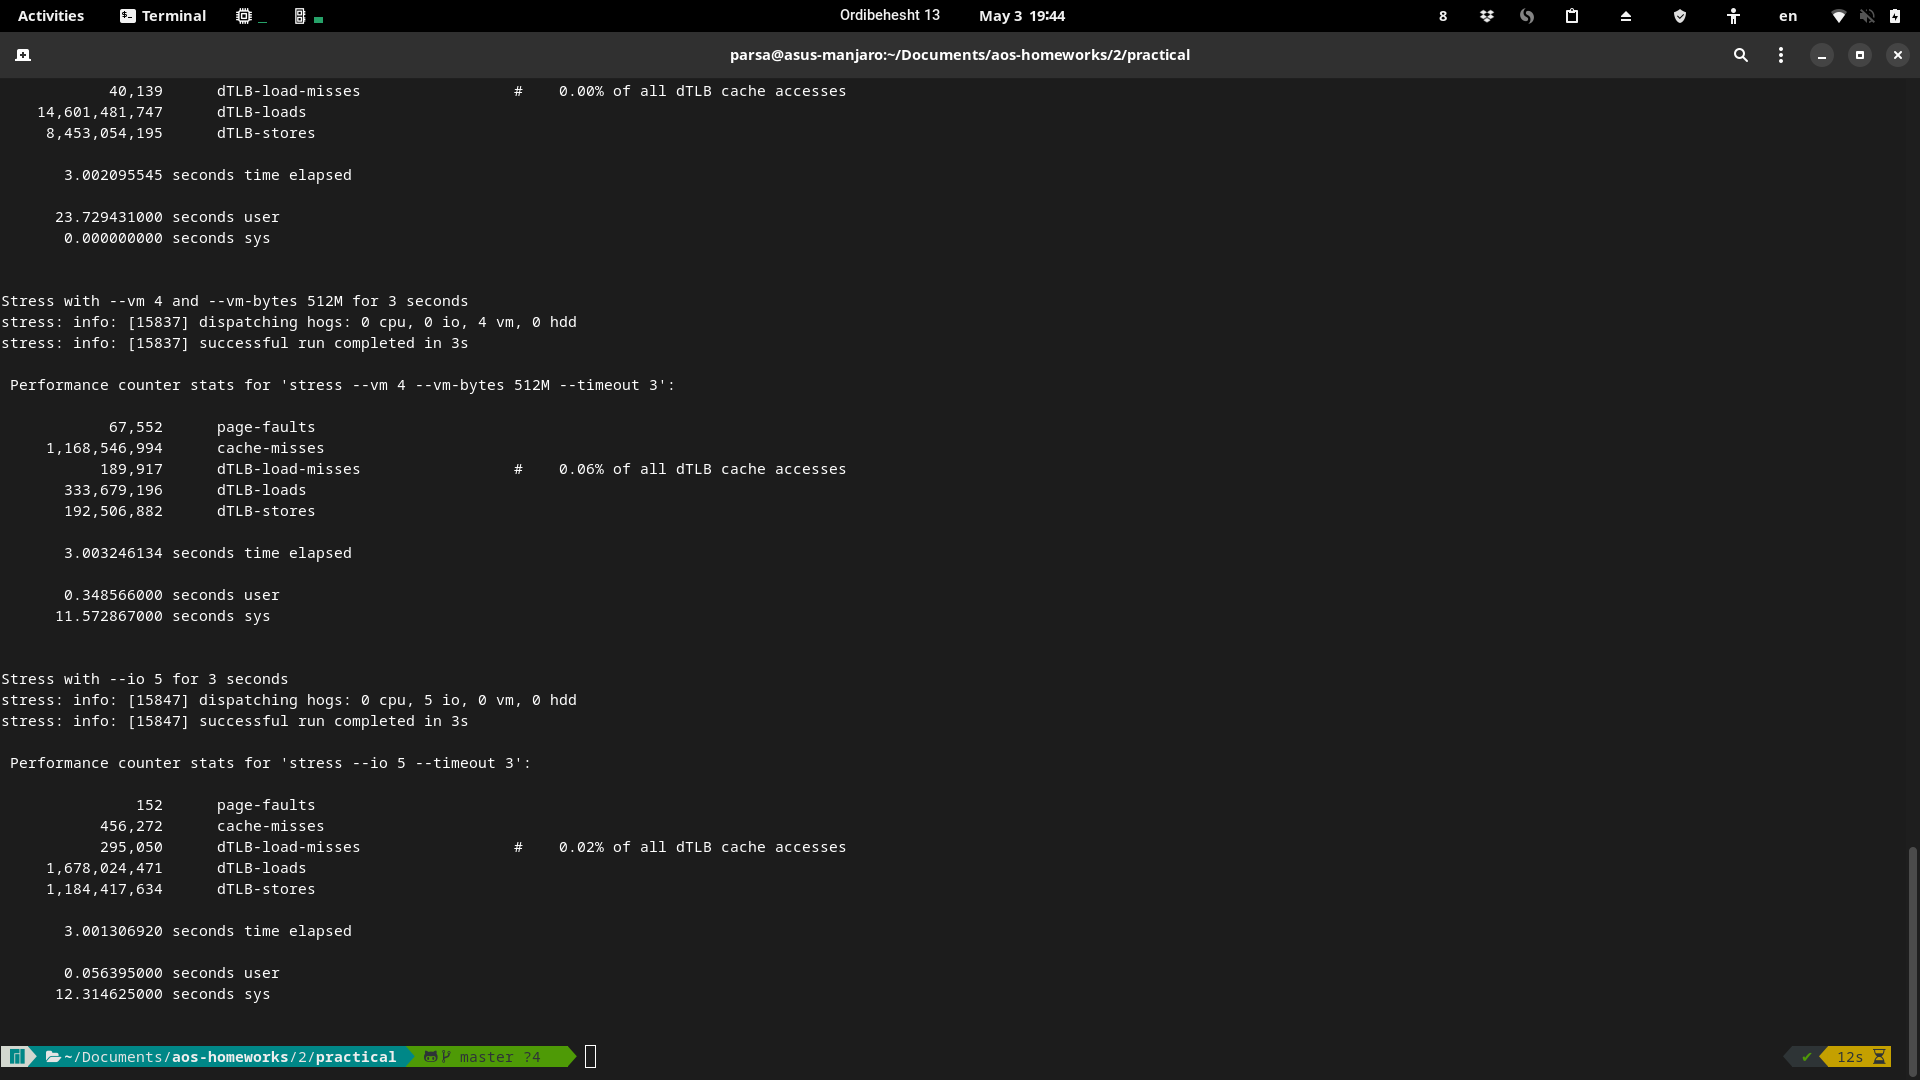 Activities Terminal Ordibehesht 13 May 3 19:44 8 en
parsa@asus-manjaro:~/Documents/aos-homeworks/2/practical
40,139 dTLB-load-misses # 0.00% of all dTLB cache accesses
14,601,481,747 dTLB-loads
8,453,054,195 dTLB-stores
3.002095545 seconds time elapsed
23.729431000 seconds user
0.000000000 seconds sys
Stress with --vm 4 and --vm-bytes 512M for 3 seconds
stress: info: [15837] dispatching hogs: 0 cpu, 0 io, 4 vm, 0 hdd
stress: info: [15837] successful run completed in 3s
Performance counter stats for 'stress --vm 4 --vm-bytes 512M --timeout 3':
67,552 page-faults
1,168,546,994 cache-misses
189,917 dTLB-load-misses # 0.06% of all dTLB cache accesses
333,679,196 dTLB-loads
192,506,882 dTLB-stores
3.003246134 seconds time elapsed
0.348566000 seconds user
11.572867000 seconds sys
Stress with --io 5 for 3 seconds
stress: info: [15847] dispatching hogs: 0 cpu, 5 io, 0 vm, 0 hdd
stress: info: [15847] successful run completed in 3s
Performance counter stats for 'stress --io 5 --timeout 3':
152 page-faults
456,272 cache-misses
295,050 dTLB-load-misses # 0.02% of all dTLB cache accesses
1,678,024,471 dTLB-loads
1,184,417,634 dTLB-stores
3.001306920 seconds time elapsed
0.056395000 seconds user
12.314625000 seconds sys
~/Documents/aos-homeworks/2/practical master ?4 ✔ 12s